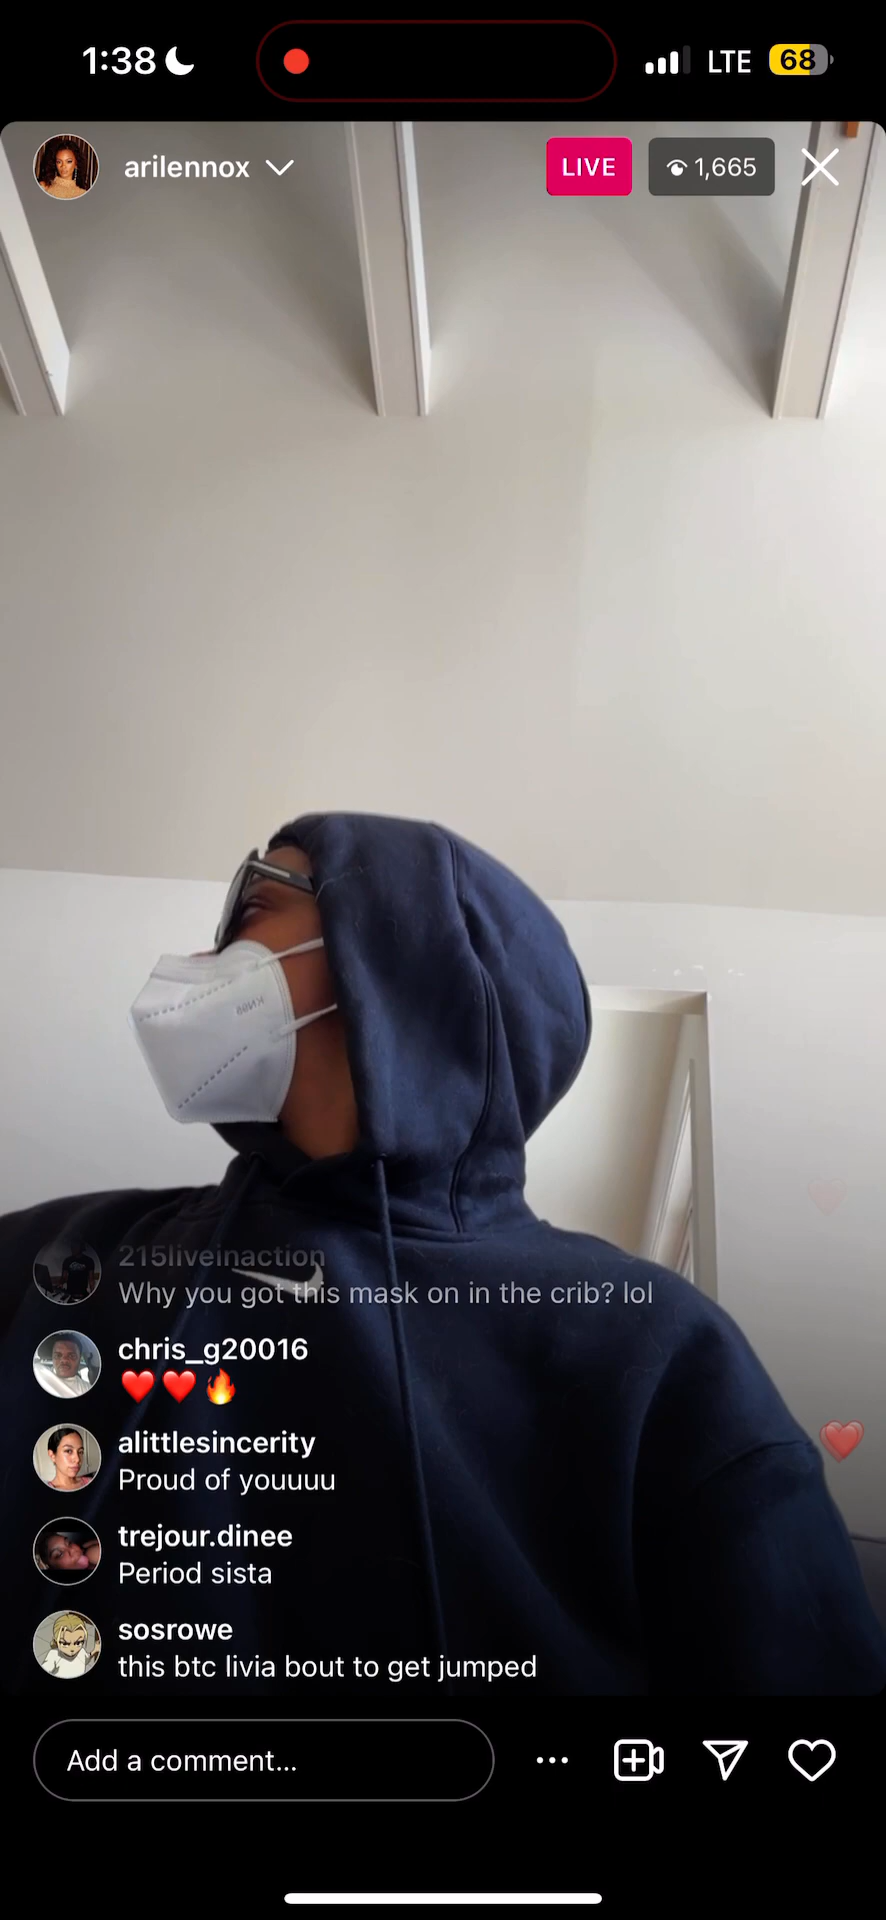 1:38
LTE
68
arilennox
LIVE
1,665
KN95
215liveinaction
Why you got this mask on in the crib? lol
chris_g20016
❤️❤️🔥
alittlesincerity
Proud of youuuu
trejour.dinee
Period sista
sosrowe
this btc livia bout to get jumped
Add a comment...